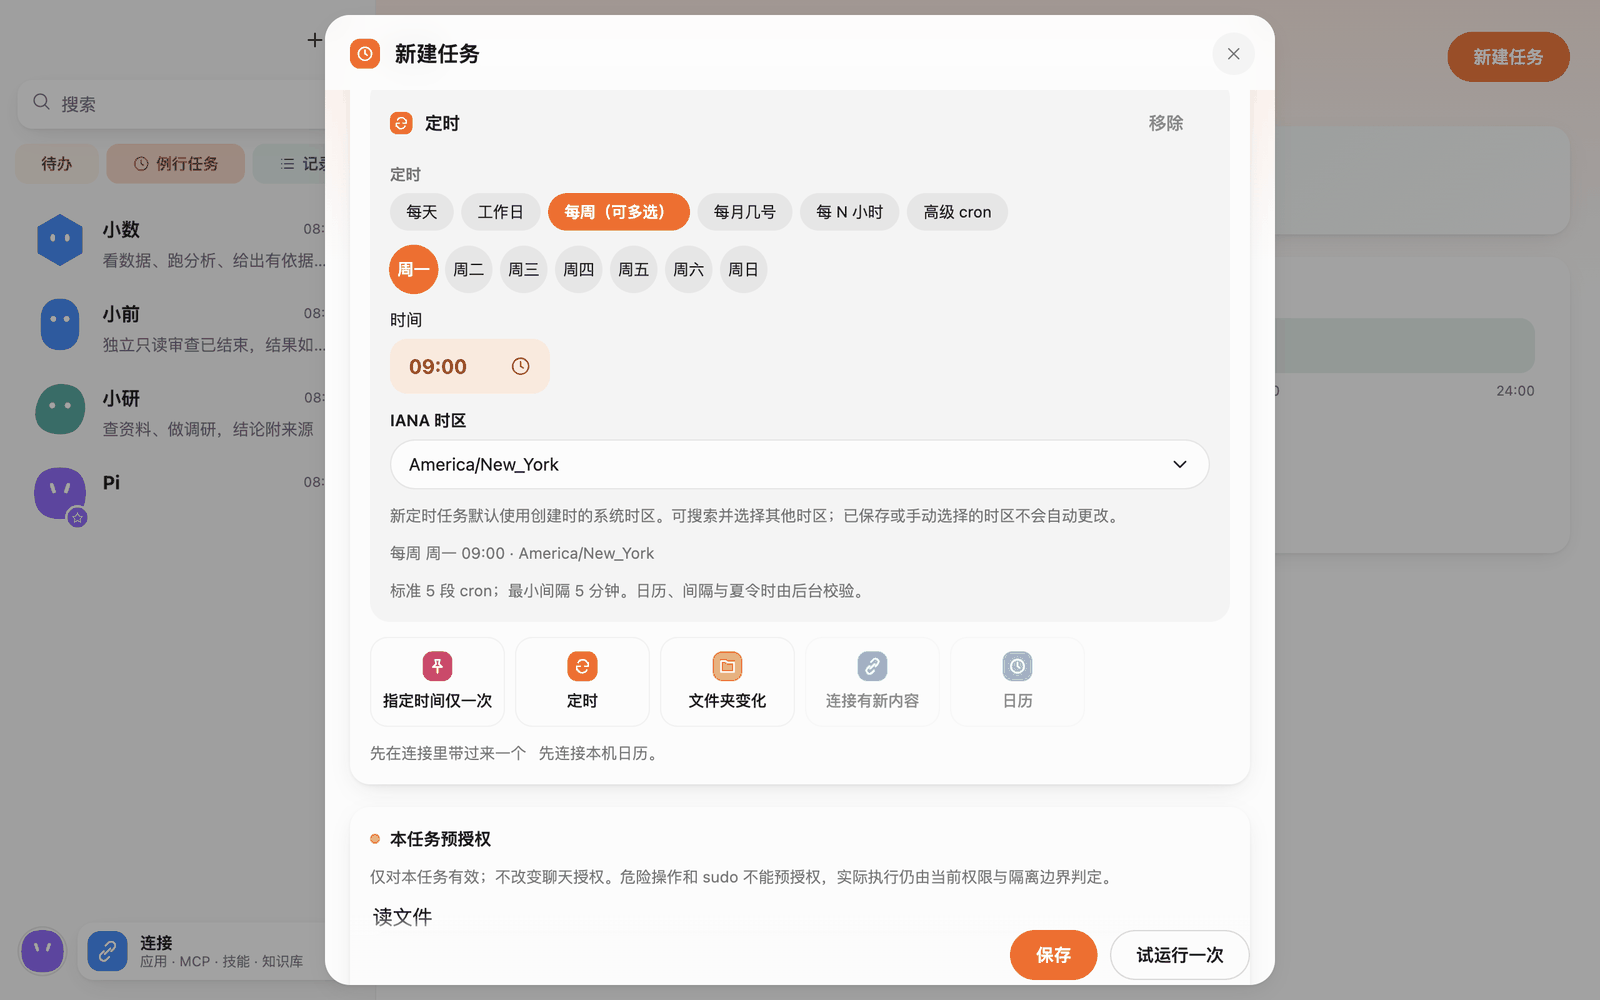 新建任务
新建任务
搜索
待办
例行任务
小数
08:
看数据、跑分析、给出有依据...
小前
08:
独立只读审查已结束，结果如...
小研
08:
查资料、做调研，结论附来源
Pi
08:
连接
应用 · MCP · 技能 · 知识库
定时
移除
定时
每天
工作日
每周（可多选）
每月几号
每 N 小时
高级 cron
周一
周二
周三
周四
周五
周六
周日
时间
09:00
IANA 时区
America/New_York
新定时任务默认使用创建时的系统时区。可搜索并选择其他时区；已保存或手动选择的时区不会自动更改。
每周 周一 09:00 · America/New_York
标准 5 段 cron；最小间隔 5 分钟。日历、间隔与夏令时由后台校验。
指定时间仅一次
定时
文件夹变化
连接有新内容
日历
先在连接里带过来一个 先连接本机日历。
本任务预授权
仅对本任务有效；不改变聊天授权。危险操作和 sudo 不能预授权，实际执行仍由当前权限与隔离边界判定。
读文件
保存
试运行一次
24:00